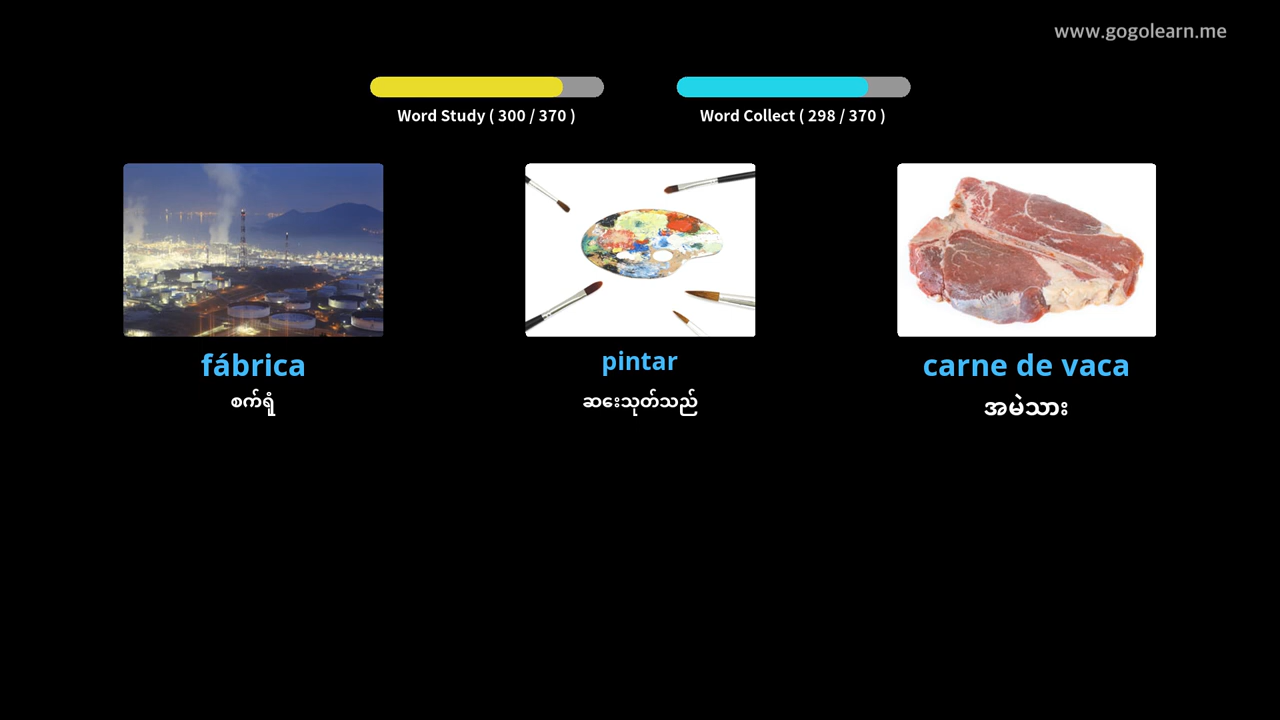 www.gogolearn.me
Word Study ( 300 / 370 )
Word Collect ( 298 / 370 )
fábrica
pintar
carne de vaca
စက်ရုံ
ဆေးသုတ်သည်
အမဲသား